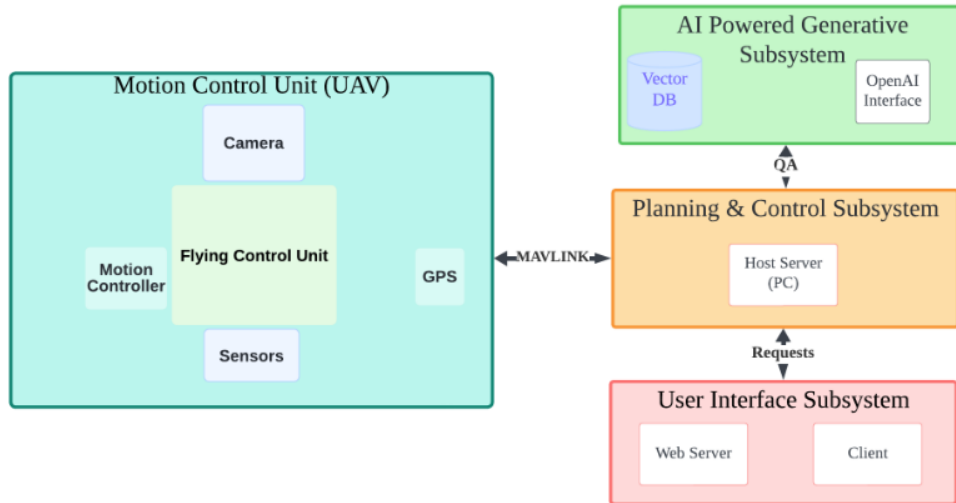 Motion Control Unit (UAV)
Camera
Flying Control Unit
Motion
Controller
GPS
Sensors
MAVLINK
AI Powered Generative
Subsystem
Vector
DB
OpenAI
Interface
QA
Planning & Control Subsystem
Host Server
(PC)
Requests
User Interface Subsystem
Web Server
Client